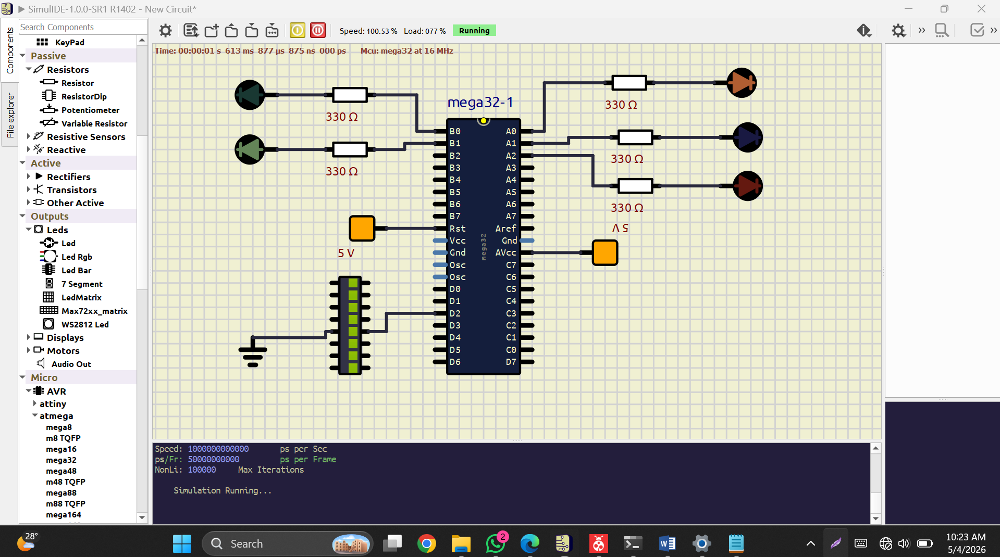 SimulIDE-1.0.0-SR1 R1402 - New Circuit*
Components
File explorer
Search Components
KeyPad
Passive
Resistors
Resistor
ResistorDip
Potentiometer
Variable Resistor
Resistive Sensors
Reactive
Active
Rectifiers
Transistors
Other Active
Outputs
Leds
Led
Led Rgb
Led Bar
7 Segment
LedMatrix
Max72xx_matrix
WS2812 Led
Displays
Motors
Audio Out
Micro
AVR
attiny
atmega
mega8
m8 TQFP
mega16
mega32
mega48
m48 TQFP
mega88
m88 TQFP
mega164
Speed: 100.53 % Load: 077 % Running
»
»
Time: 00:00:01 s 613 ms 877 µs 875 ns 000 ps Mcu: mega32 at 16 MHz
330 Ω
330 Ω
5 V
mega32-1
B0 A0
B1 A1
B2 A2
B3 A3
B4 A4
B5 A5
B6 A6
B7 A7
Rst Aref
Vcc Gnd
Gnd AVcc
Osc C7
Osc C6
D0 C5
D1 C4
D2 C3
D3 C2
D4 C1
D5 C0
D6 D7
mega32
330 Ω
330 Ω
330 Ω
5 V
Speed: 1000000000000 ps per Sec
ps/Fr: 50000000000 ps per Frame
NonLi: 100000 Max Iterations
Simulation Running...
28°
Search
2
10:23 AM
5/4/2026